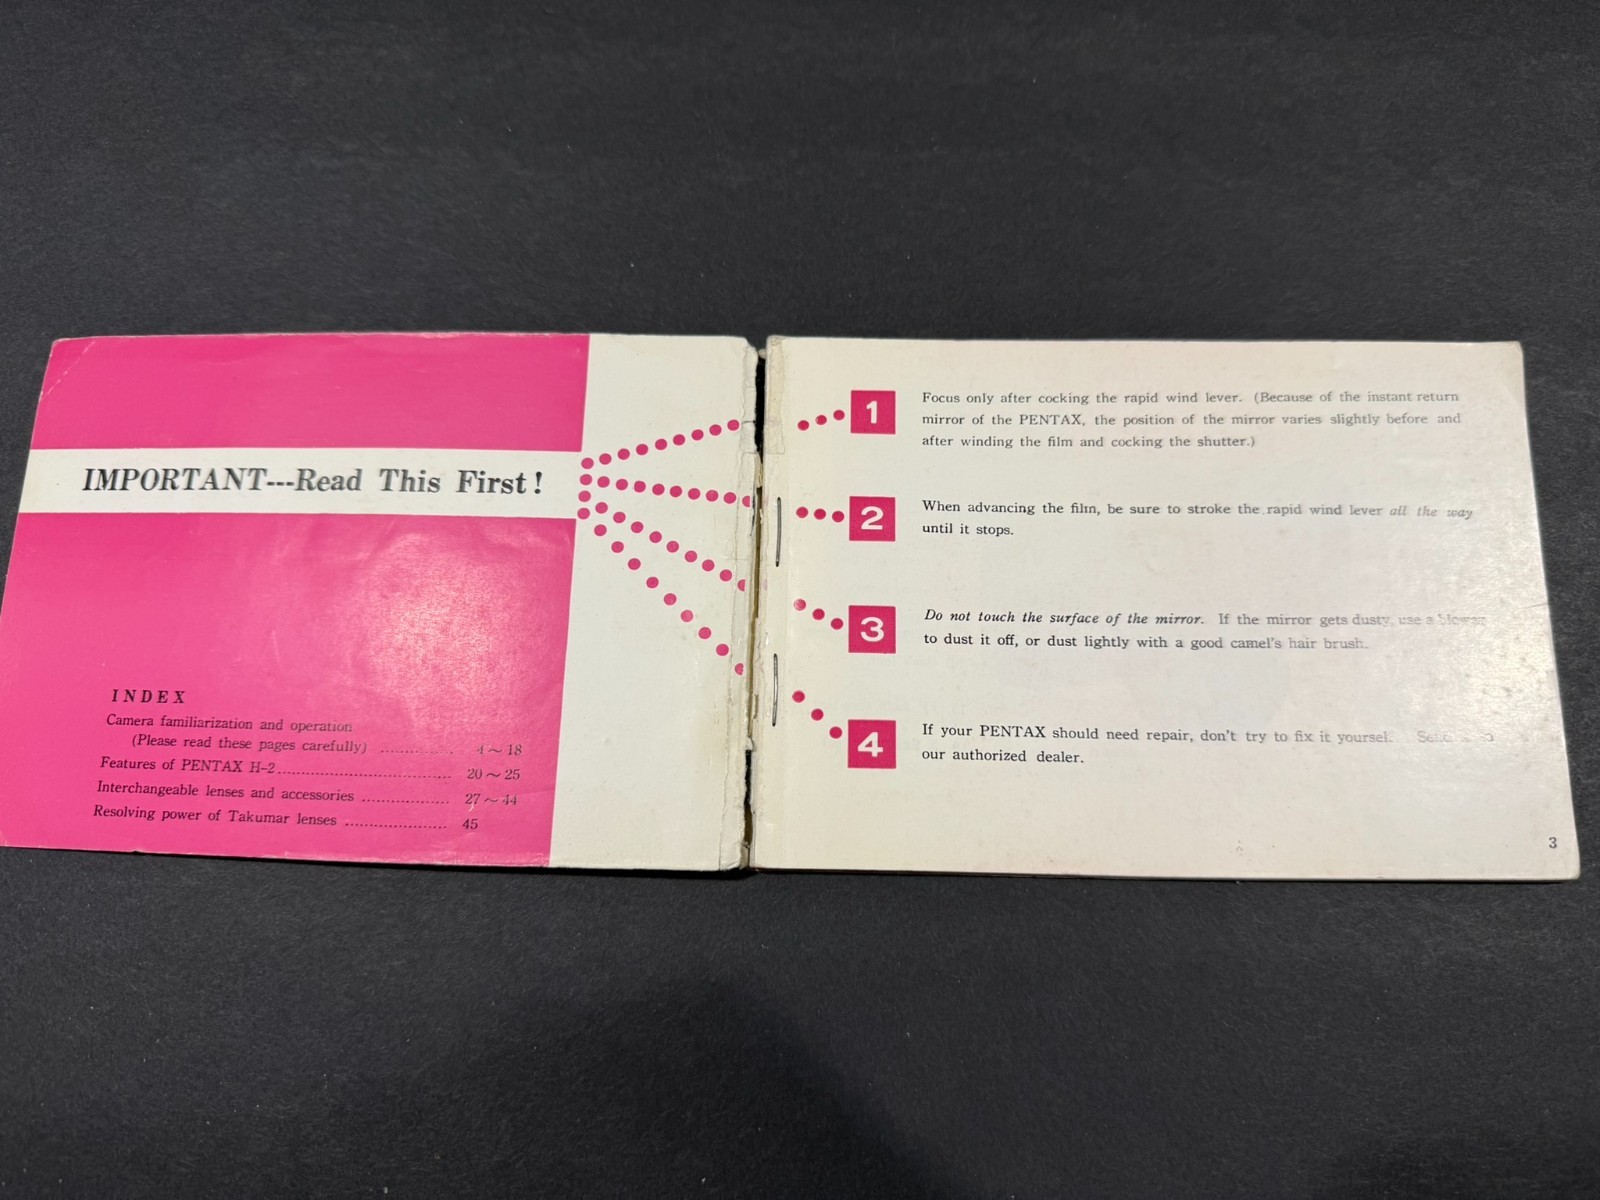 IMPORTANT---Read This First!
INDEX
Camera familiarization and operation
(Please read these pages carefully) .................. 4～18
Features of PENTAX H-2.......................................... 20～25
Interchangeable lenses and accessories ..................... 27～44
Resolving power of Takumar lenses ......................... 45
1 Focus only after cocking the rapid wind lever. (Because of the instant return
mirror of the PENTAX, the position of the mirror varies slightly before and
after winding the film and cocking the shutter.)
2 When advancing the film, be sure to stroke the rapid wind lever all the way
until it stops.
3 Do not touch the surface of the mirror. If the mirror gets dusty, use a
to dust it off, or dust lightly with a good camel's hair brush.
4 If your PENTAX should need repair, don't try to fix it
our authorized dealer.
3